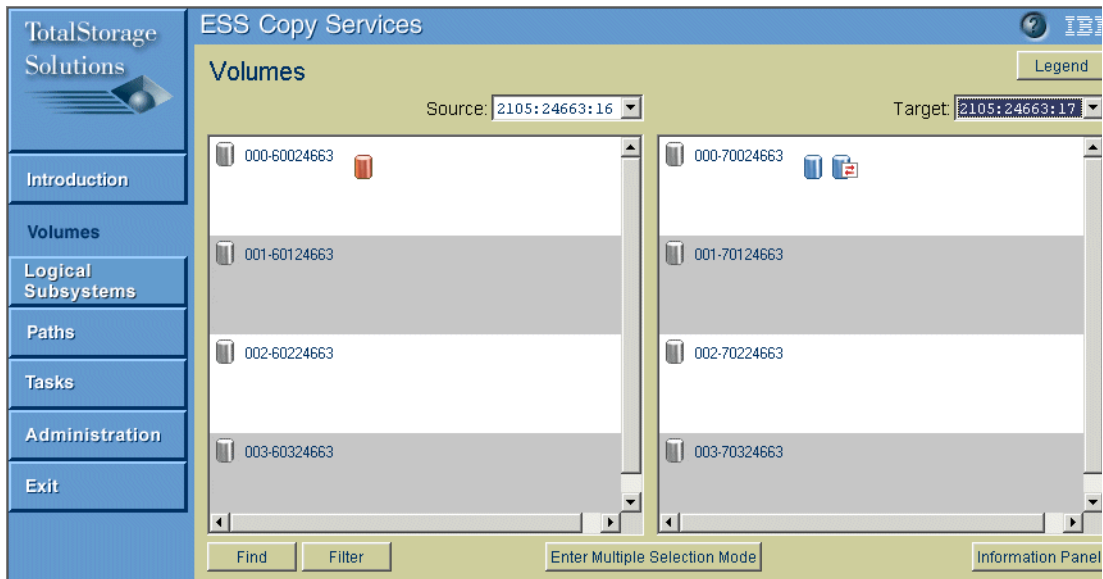 TotalStorage
Solutions
ESS Copy Services
? IBM
Volumes
Legend
Source: 2105:24663:16
Target: 2105:24663:17
Introduction
Volumes
Logical
Subsystems
Paths
Tasks
Administration
Exit
000-60024663
001-60124663
002-60224663
003-60324663
000-70024663
001-70124663
002-70224663
003-70324663
Find
Filter
Enter Multiple Selection Mode
Information Panel